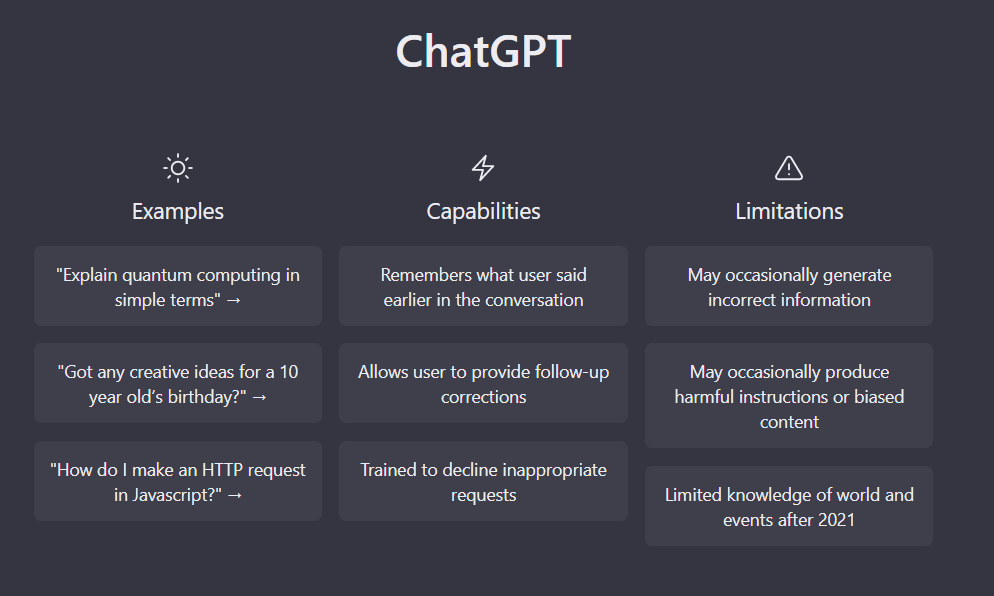 ChatGPT
Examples
"Explain quantum computing in
simple terms" →
"Got any creative ideas for a 10
year old’s birthday?" →
"How do I make an HTTP request
in Javascript?" →
Capabilities
Remembers what user said
earlier in the conversation
Allows user to provide follow-up
corrections
Trained to decline inappropriate
requests
Limitations
May occasionally generate
incorrect information
May occasionally produce
harmful instructions or biased
content
Limited knowledge of world and
events after 2021